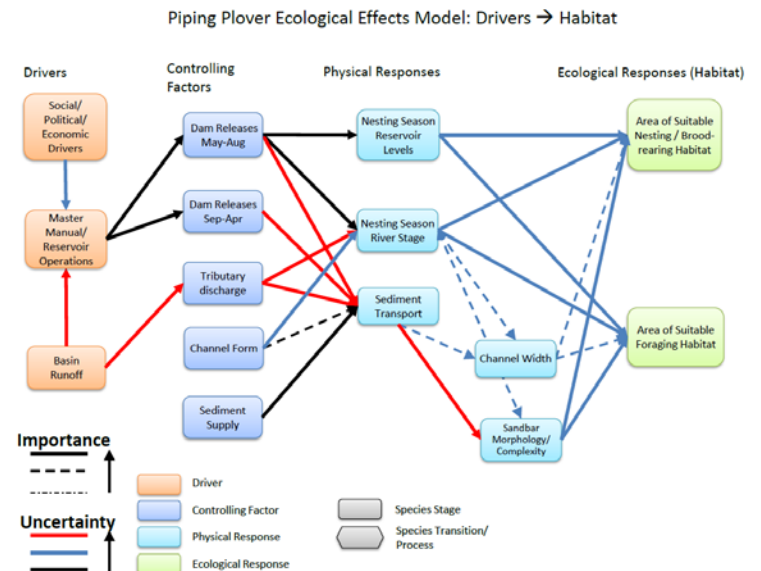 Piping Plover Ecological Effects Model: Drivers → Habitat
Drivers
Controlling
Factors
Physical Responses
Ecological Responses (Habitat)
Social/
Political/
Economic
Drivers
Master
Manual/
Reservoir
Operations
Basin
Runoff
Dam Releases
May-Aug
Dam Releases
Sep-Apr
Tributary
discharge
Channel Form
Sediment
Supply
Nesting Season
Reservoir
Levels
Nesting Season
River Stage
Sediment
Transport
Channel Width
Sandbar
Morphology/
Complexity
Area of Suitable
Nesting / Brood-
rearing Habitat
Area of Suitable
Foraging Habitat
Importance
Uncertainty
Driver
Controlling Factor
Physical Response
Ecological Response
Species Stage
Species Transition/
Process